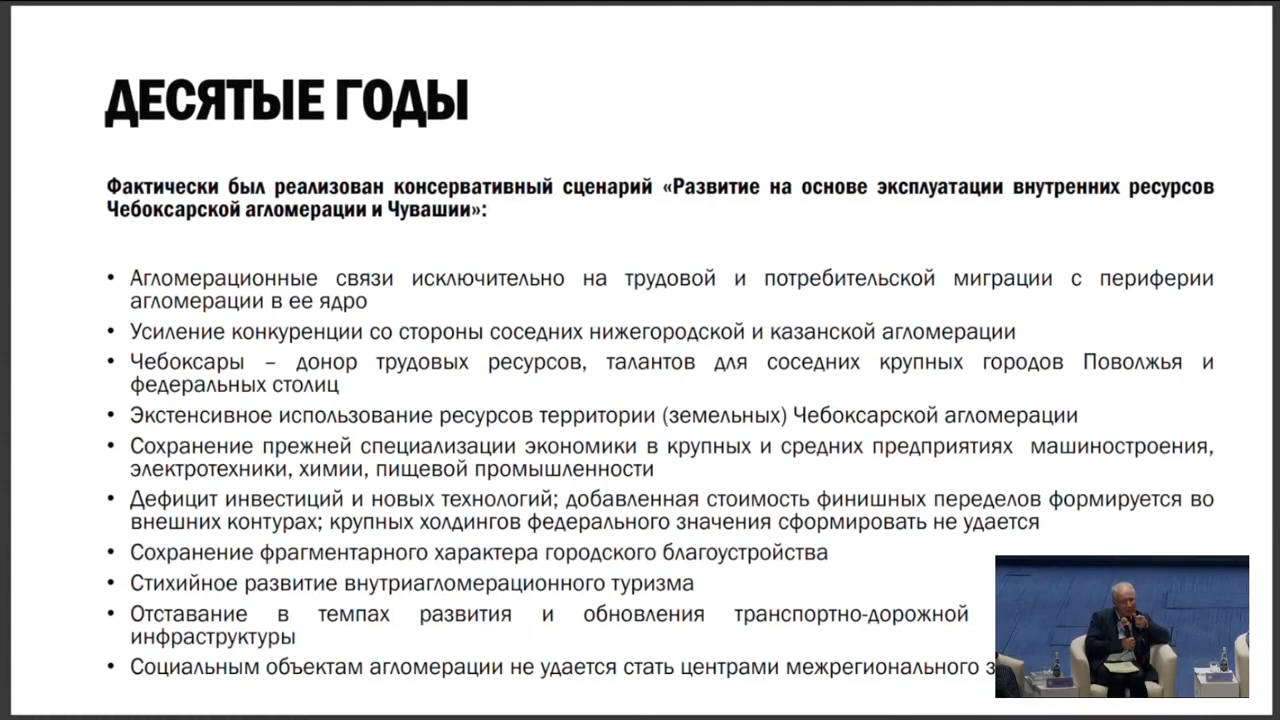 ДЕСЯТЫЕ ГОДЫ
Фактически был реализован консервативный сценарий «Развитие на основе эксплуатации внутренних ресурсов
Чебоксарской агломерации и Чувашии»:
• Агломерационные связи исключительно на трудовой и потребительской миграции с периферии
агломерации в ее ядро
• Усиление конкуренции со стороны соседних нижегородской и казанской агломерации
• Чебоксары – донор трудовых ресурсов, талантов для соседних крупных городов Поволжья и
федеральных столиц
• Экстенсивное использование ресурсов территории (земельных) Чебоксарской агломерации
• Сохранение прежней специализации экономики в крупных и средних предприятиях машиностроения,
электротехники, химии, пищевой промышленности
• Дефицит инвестиций и новых технологий; добавленная стоимость финишных переделов формируется во
внешних контурах; крупных холдингов федерального значения сформировать не удается
• Сохранение фрагментарного характера городского благоустройства
• Стихийное развитие внутриагломерационного туризма
• Отставание в темпах развития и обновления транспортно-дорожной
инфраструктуры
• Социальным объектам агломерации не удается стать центрами межрегионального